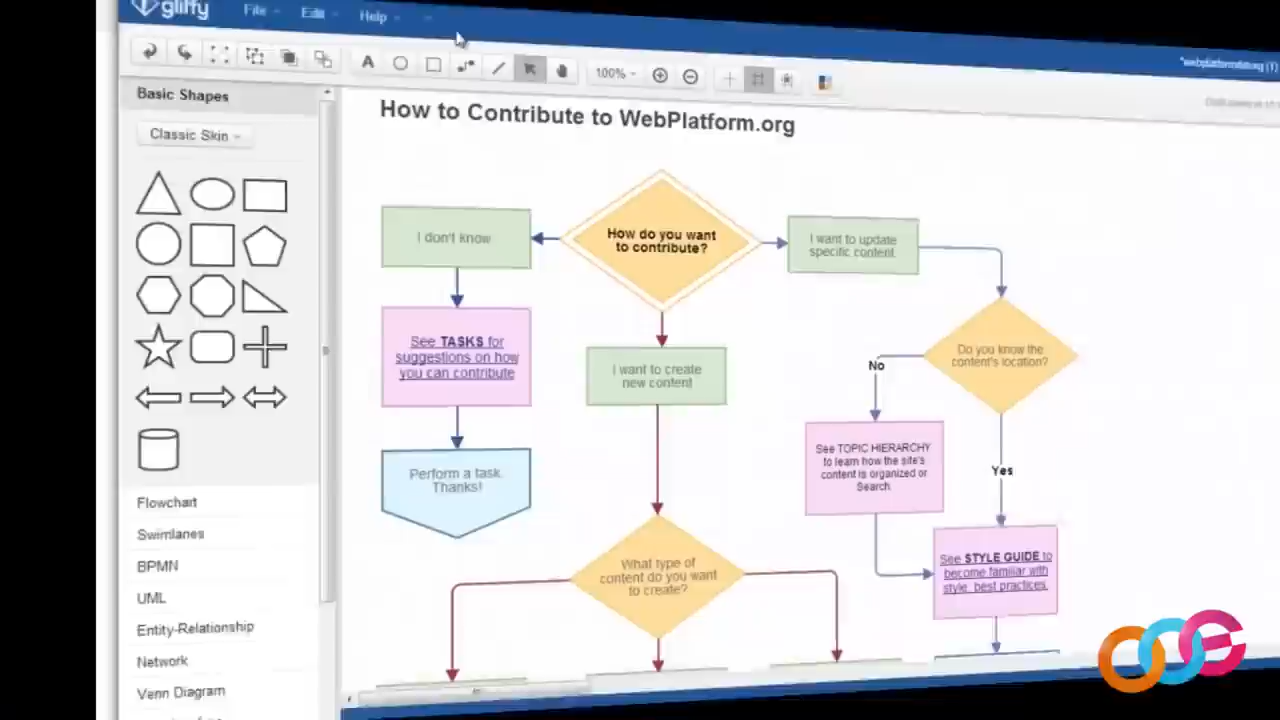 gliffy
File
Edit
Help
100%
Basic Shapes
Classic Skin
Flowchart
Swimlanes
BPMN
UML
Entity-Relationship
Network
Venn Diagram
How to Contribute to WebPlatform.org
How do you want
to contribute?
I don't know
See TASKS for
suggestions on how
you can contribute
Perform a task.
Thanks!
I want to create
new content
What type of
content do you want
to create?
I want to update
specific content.
Do you know the
content's location?
No
Yes
See TOPIC HIERARCHY
to learn how the site's
content is organized or
Search.
See STYLE GUIDE to
become familiar with
style, best practices.